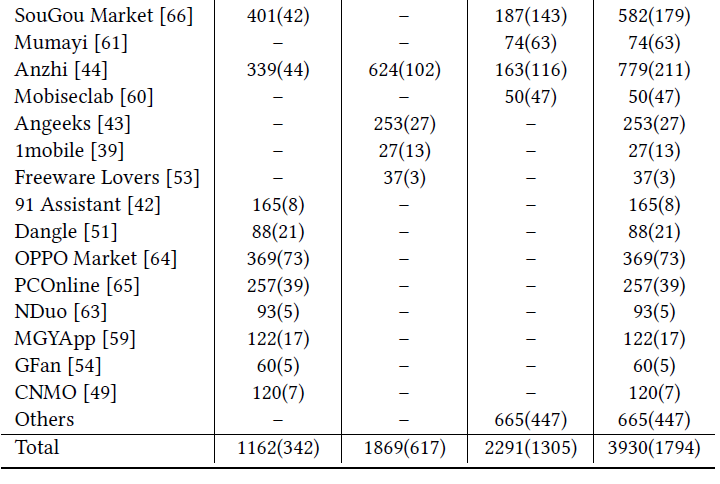 SouGou Market [66] 401(42) – 187(143) 582(179)
Mumayi [61] – – 74(63) 74(63)
Anzhi [44] 339(44) 624(102) 163(116) 779(211)
Mobiseclab [60] – – 50(47) 50(47)
Angeeks [43] – 253(27) – 253(27)
1mobile [39] – 27(13) – 27(13)
Freeware Lovers [53] – 37(3) – 37(3)
91 Assistant [42] 165(8) – – 165(8)
Dangle [51] 88(21) – – 88(21)
OPPO Market [64] 369(73) – – 369(73)
PCOnline [65] 257(39) – – 257(39)
NDuo [63] 93(5) – – 93(5)
MGYApp [59] 122(17) – – 122(17)
GFan [54] 60(5) – – 60(5)
CNMO [49] 120(7) – – 120(7)
Others – – 665(447) 665(447)
Total 1162(342) 1869(617) 2291(1305) 3930(1794)